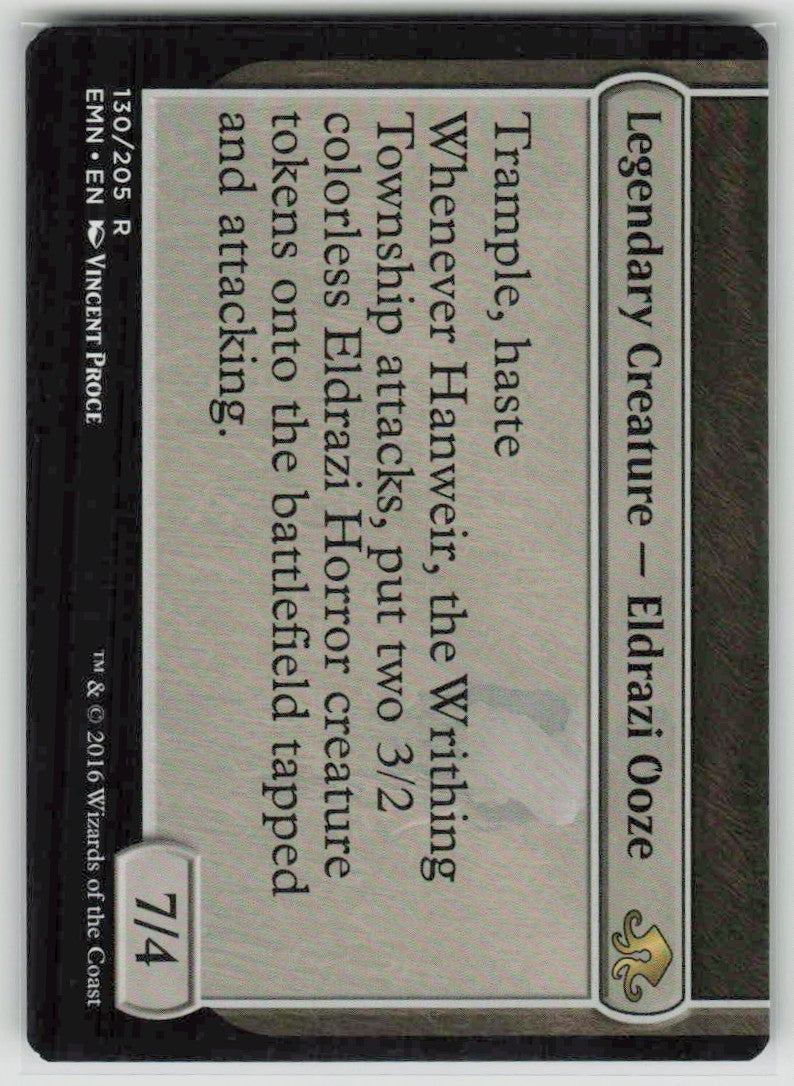 Legendary Creature — Eldrazi Ooze
Trample, haste
Whenever Hanweir, the Writhing
Township attacks, put two 3/2
colorless Eldrazi Horror creature
tokens onto the battlefield tapped
and attacking.
7/4
130/205 R
EMN • EN VINCENT PROCE
™ & © 2016 Wizards of the Coast